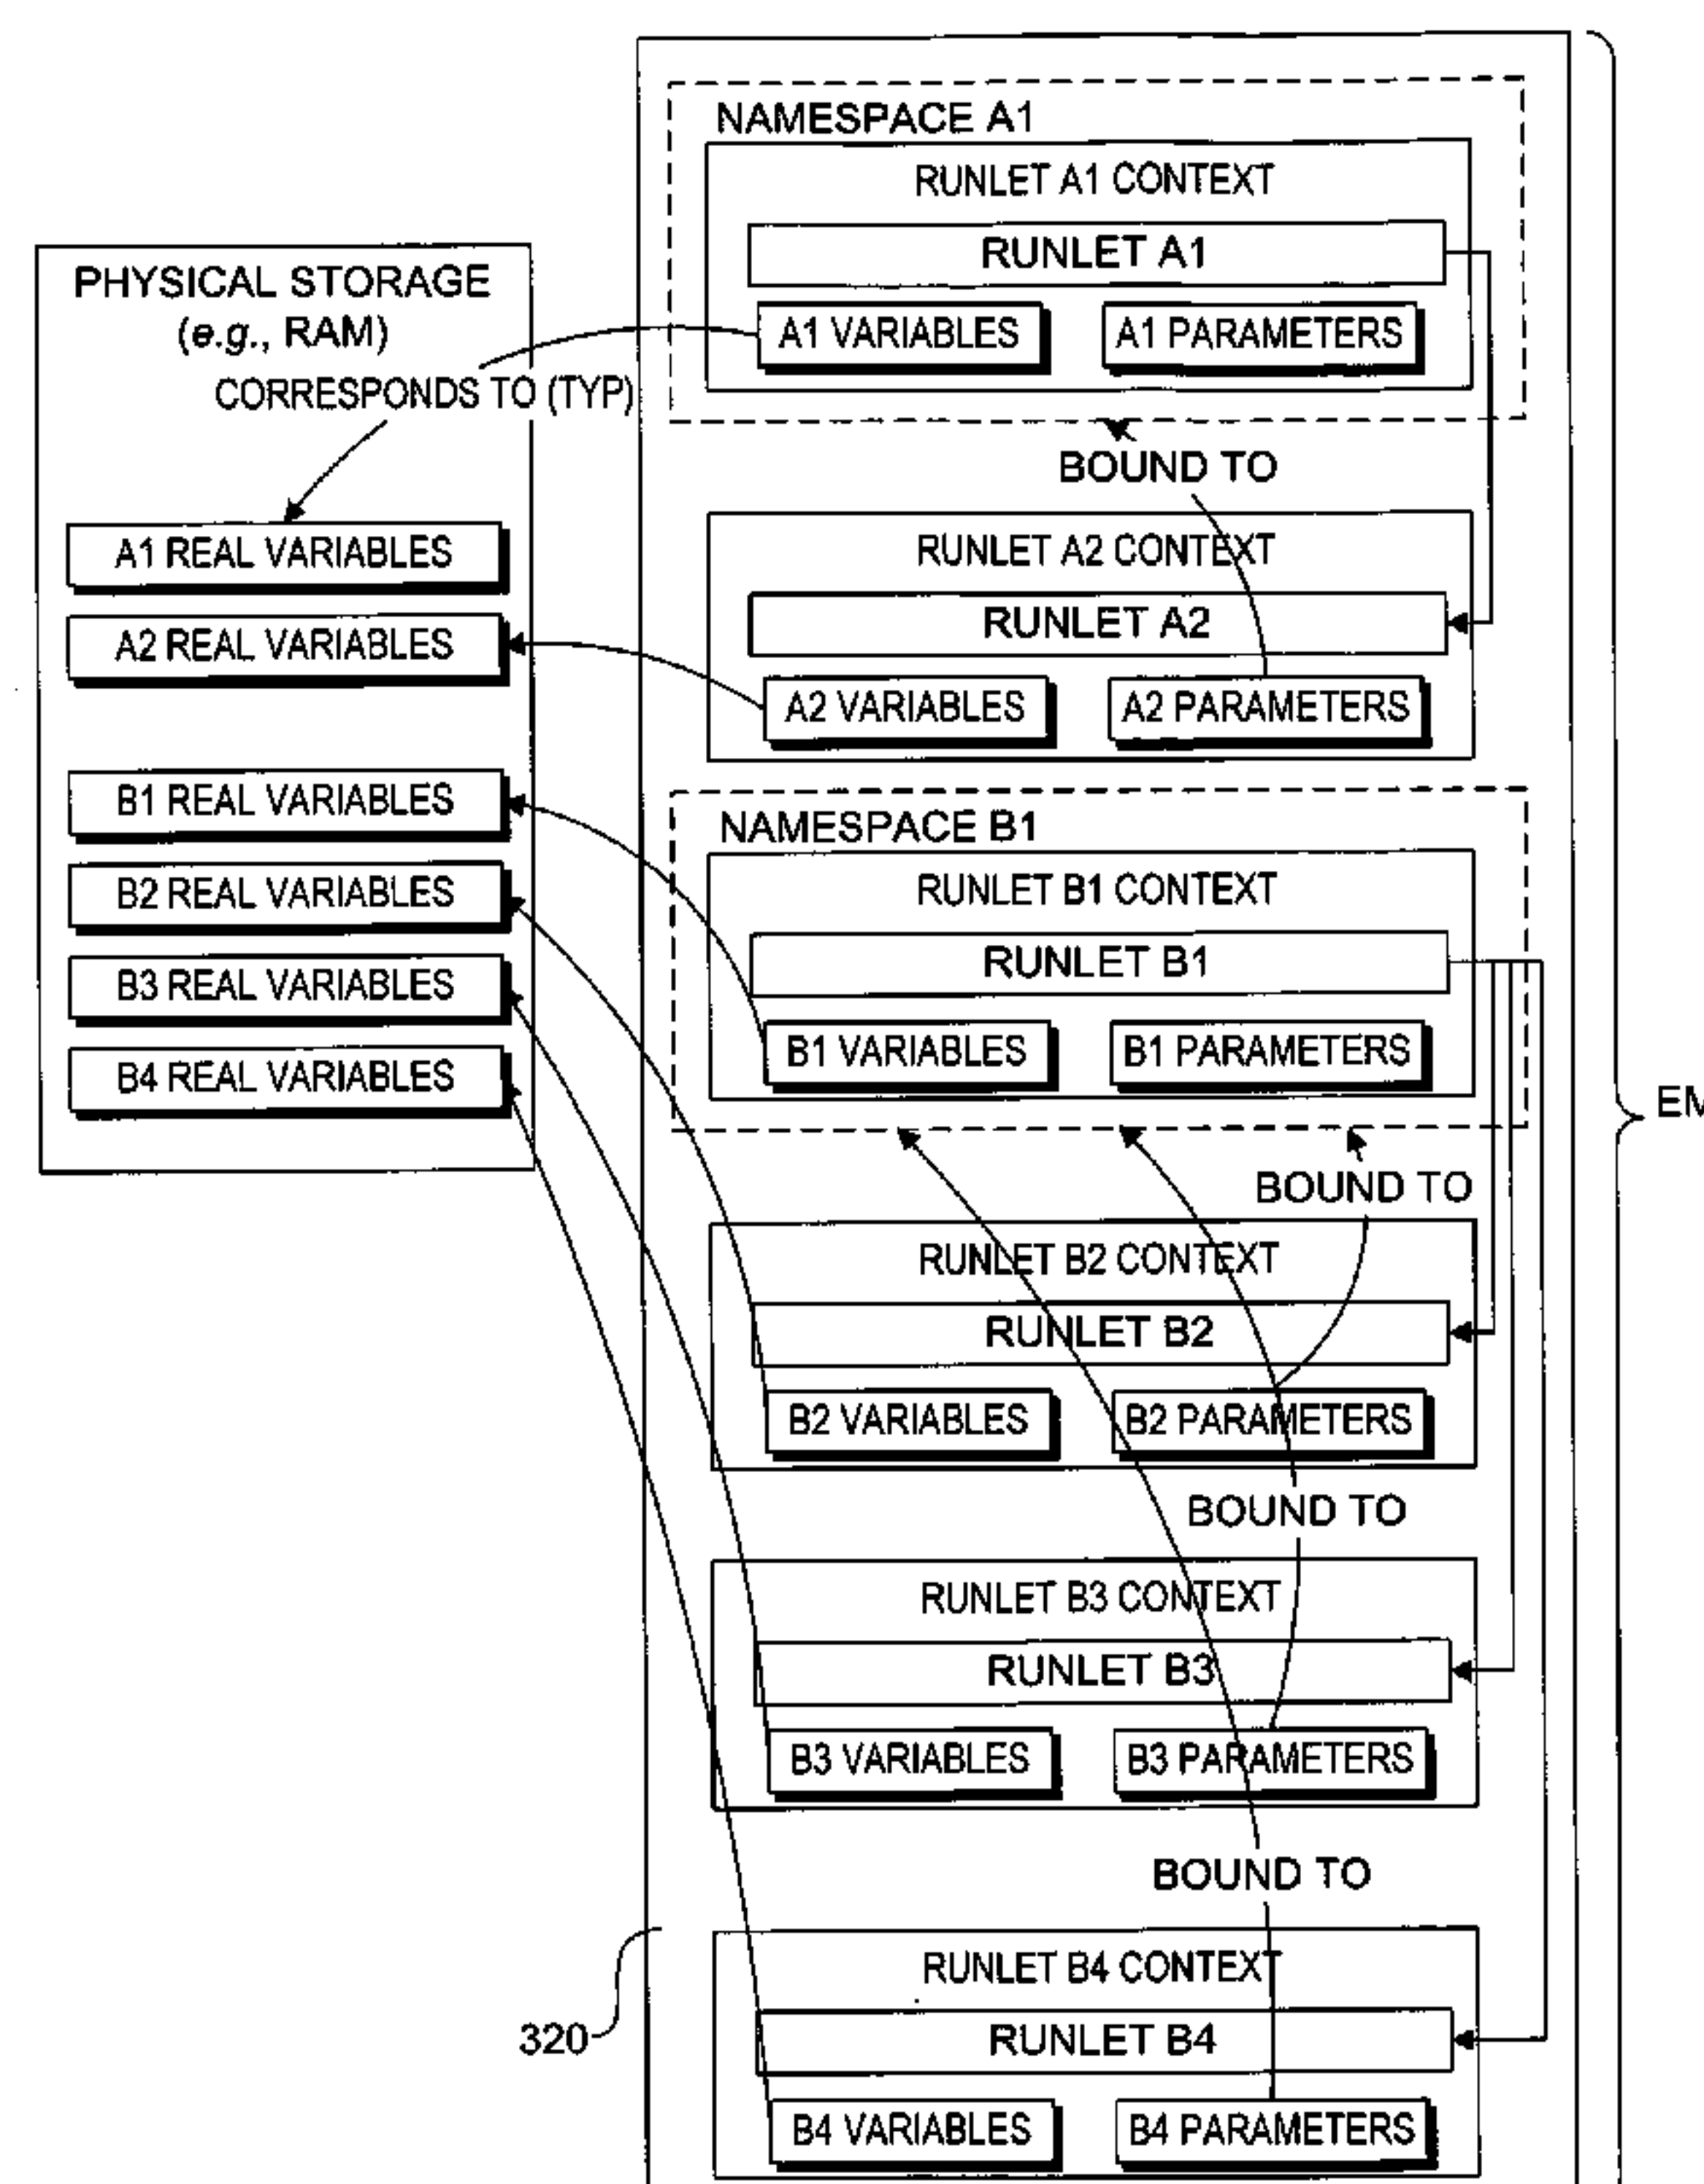 PHYSICAL STORAGE
(e.g., RAM)
CORRESPONDS TO (TYP)
A1 REAL VARIABLES
A2 REAL VARIABLES
B1 REAL VARIABLES
B2 REAL VARIABLES
B3 REAL VARIABLES
B4 REAL VARIABLES
NAMESPACE A1
RUNLET A1 CONTEXT
RUNLET A1
A1 VARIABLES
A1 PARAMETERS
BOUND TO
RUNLET A2 CONTEXT
RUNLET A2
A2 VARIABLES
A2 PARAMETERS
NAMESPACE B1
RUNLET B1 CONTEXT
RUNLET B1
B1 VARIABLES
B1 PARAMETERS
EM
BOUND TO
RUNLET B2 CONTEXT
RUNLET B2
B2 VARIABLES
B2 PARAMETERS
BOUND TO
RUNLET B3 CONTEXT
RUNLET B3
B3 VARIABLES
B3 PARAMETERS
BOUND TO
320
RUNLET B4 CONTEXT
RUNLET B4
B4 VARIABLES
B4 PARAMETERS